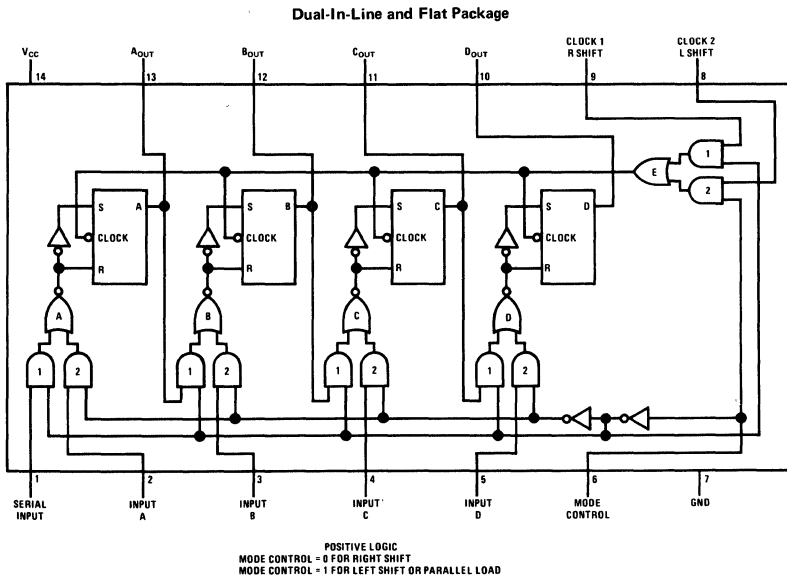 Dual-In-Line and Flat Package
VCC AOUT BOUT COUT DOUT CLOCK 1 R SHIFT CLOCK 2 L SHIFT
14 13 12 11 10 9 8
1
E
2
S A S B S C S D
CLOCK CLOCK CLOCK CLOCK
R R R R
A B C D
1 2 1 2 1 2 1 2
1 2 3 4 5 6 7
SERIAL INPUT INPUT INPUT INPUT MODE GND
INPUT A B C D CONTROL
POSITIVE LOGIC
MODE CONTROL = 0 FOR RIGHT SHIFT
MODE CONTROL = 1 FOR LEFT SHIFT OR PARALLEL LOAD